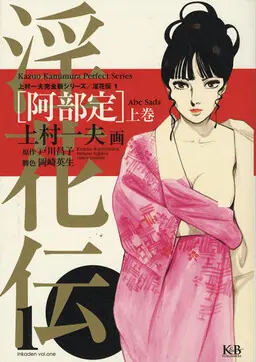 Kazuo Kamimura Perfect Series
上村一夫完全版シリーズ／淫花伝 1
淫花伝
[阿部定]上巻
Abe Sada
上村一夫 画
原作 戸川昌子
脚色 岡崎英生
1
Inkaden vol.one
K&B